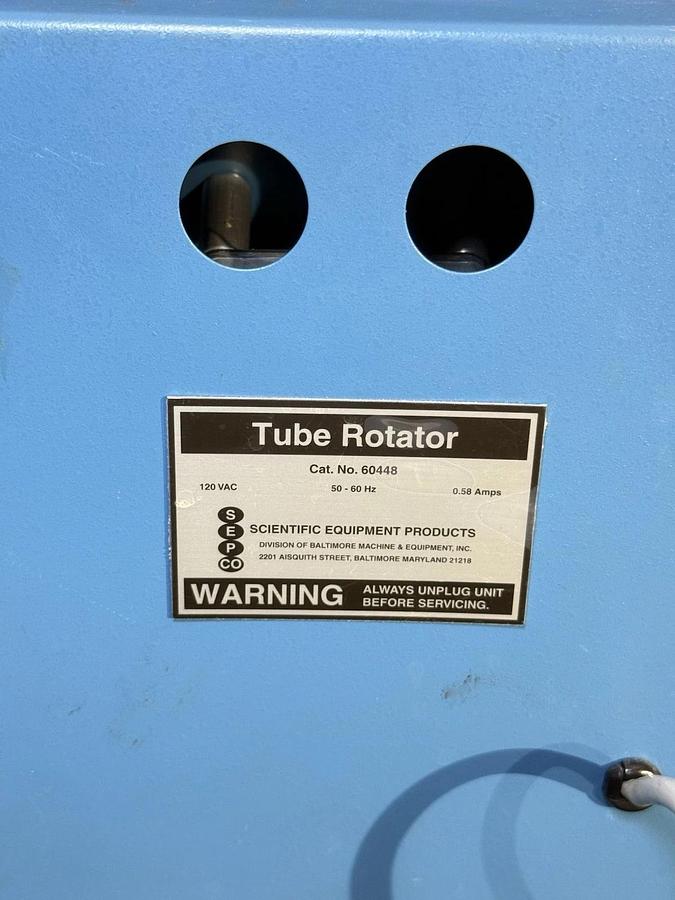 Tube Rotator
Cat. No. 60448
120 VAC 50 - 60 Hz 0.58 Amps
S
E
P
CO
SCIENTIFIC EQUIPMENT PRODUCTS
DIVISION OF BALTIMORE MACHINE & EQUIPMENT, INC.
2201 AISQUITH STREET, BALTIMORE MARYLAND 21218
WARNING
ALWAYS UNPLUG UNIT
BEFORE SERVICING.